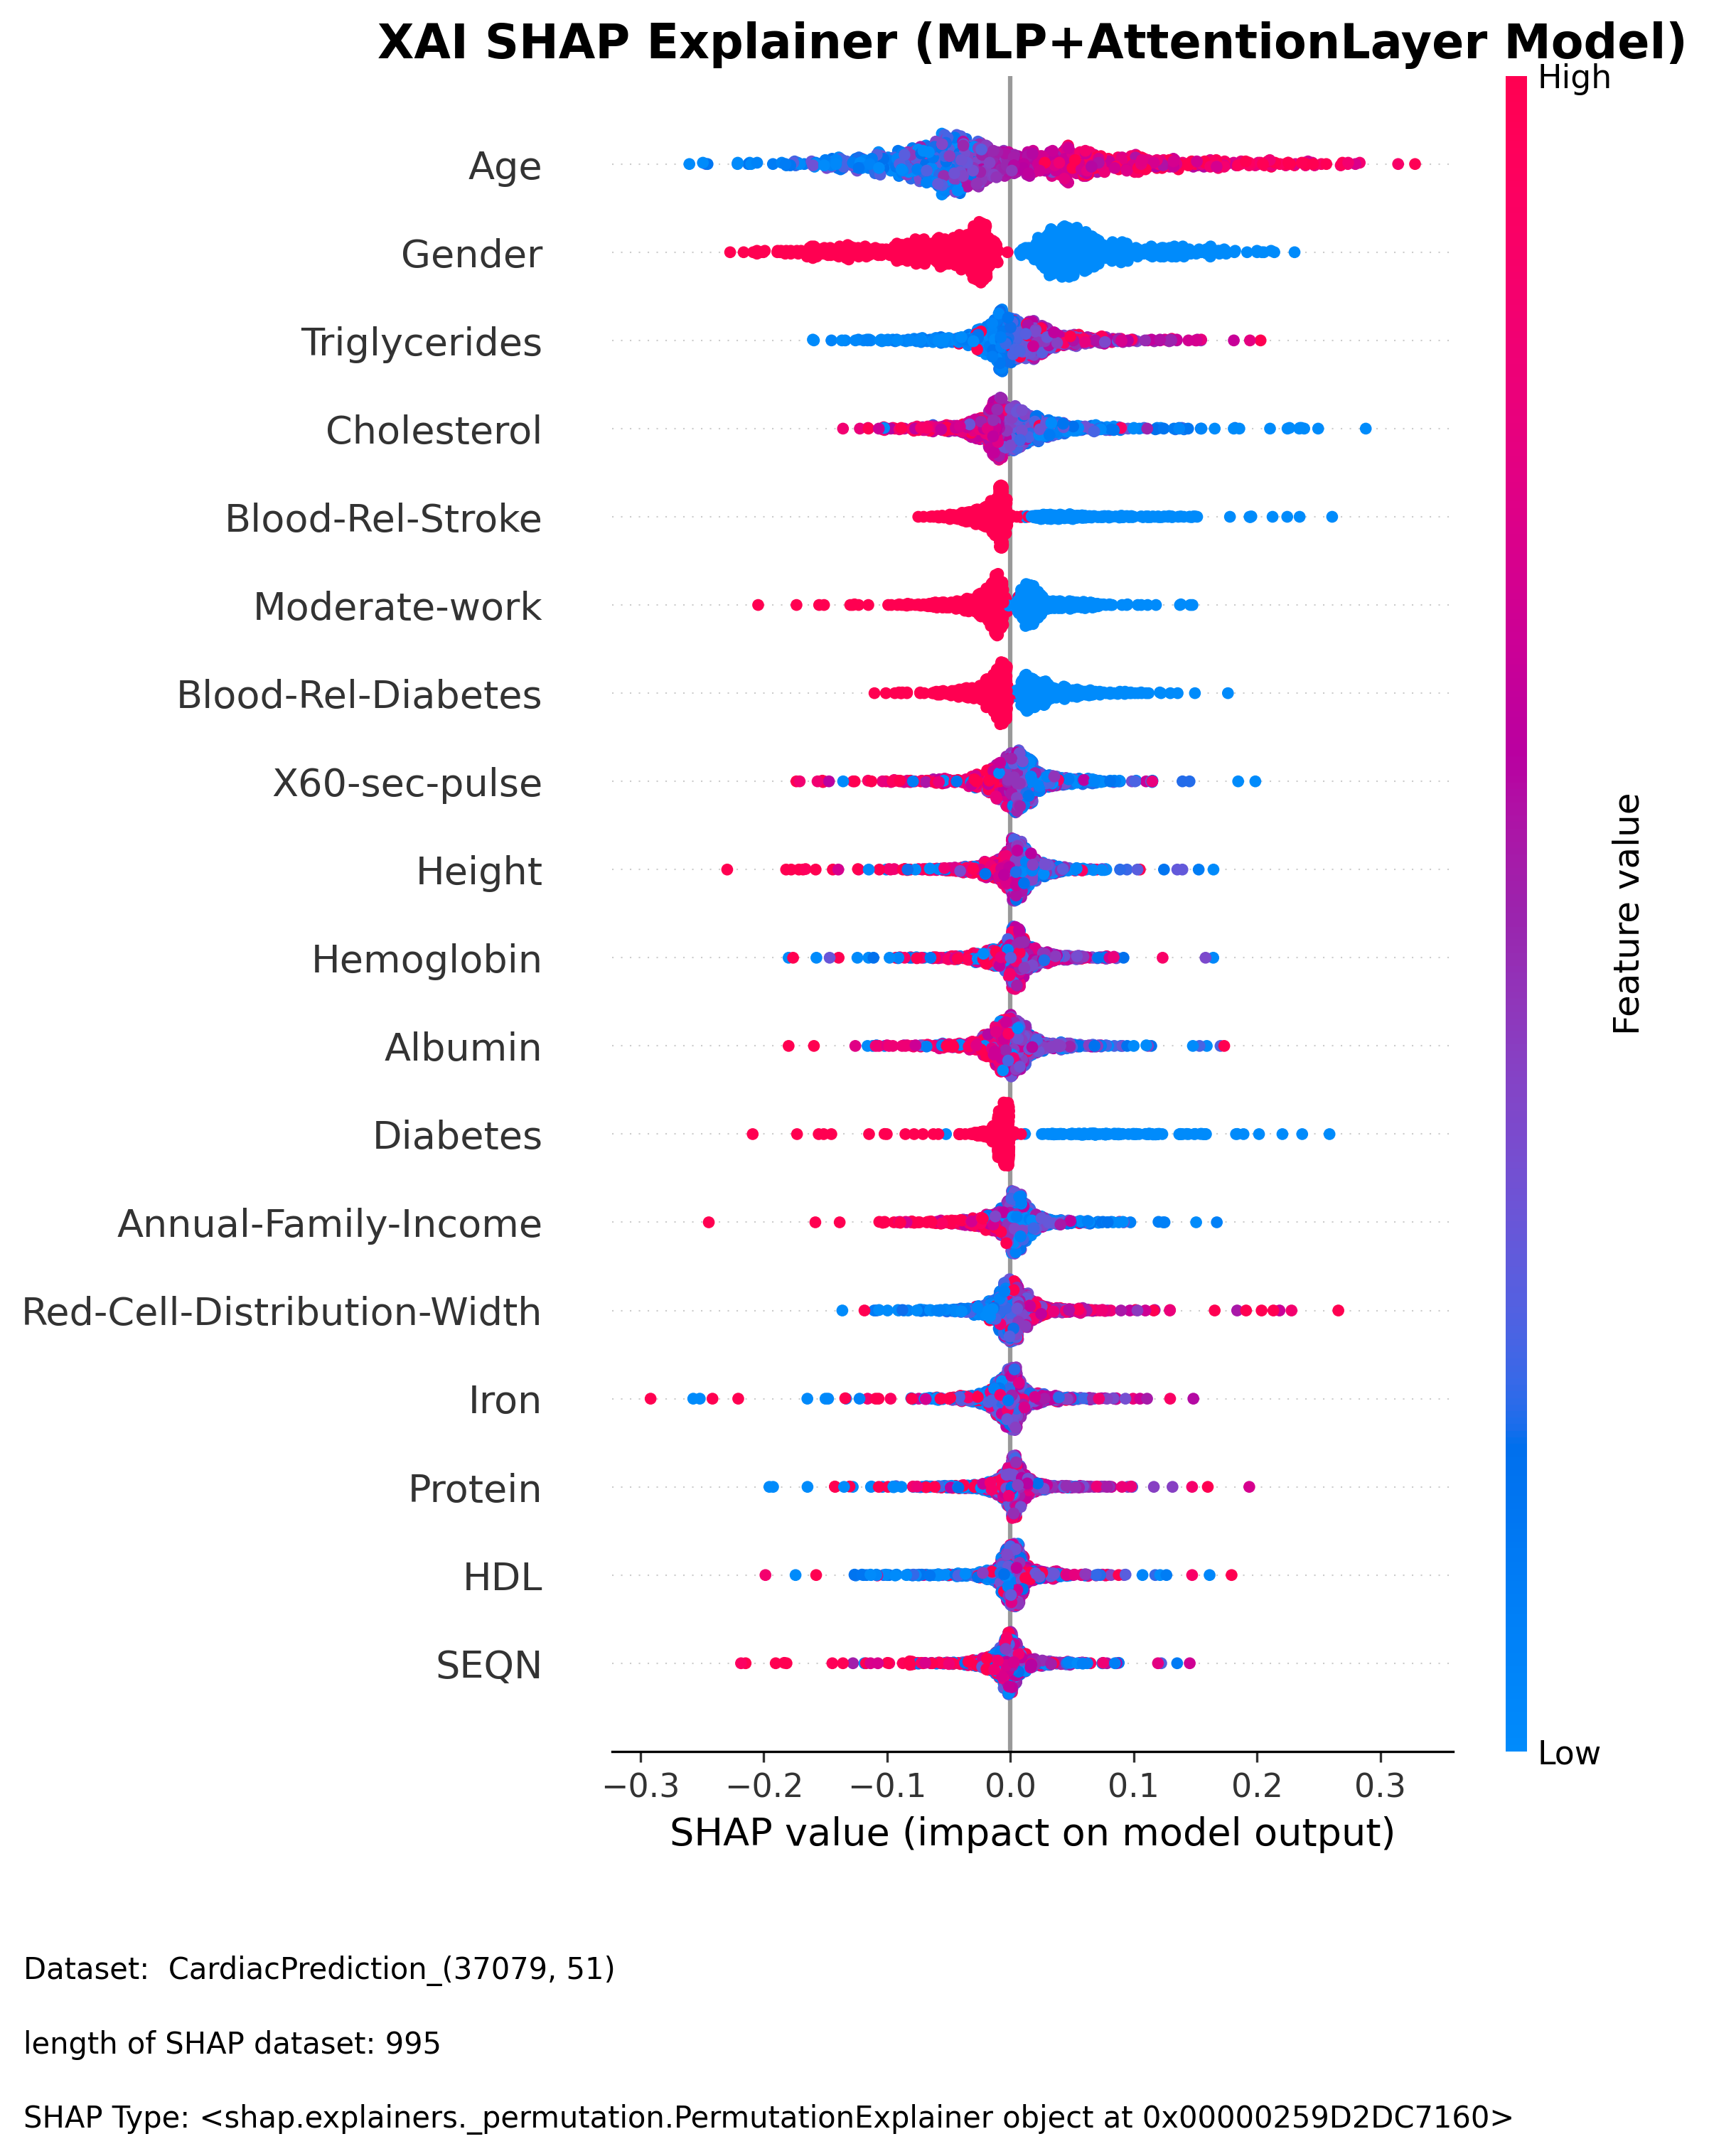 XAI SHAP Explainer (MLP+AttentionLayer Model)
High
Age
Gender
Triglycerides
Cholesterol
Blood-Rel-Stroke
Moderate-work
Blood-Rel-Diabetes
X60-sec-pulse
Height
Hemoglobin
Albumin
Diabetes
Annual-Family-Income
Red-Cell-Distribution-Width
Iron
Protein
HDL
SEQN
Feature value
Low
−0.3 −0.2 −0.1 0.0 0.1 0.2 0.3
SHAP value (impact on model output)
Dataset:  CardiacPrediction_(37079, 51)
length of SHAP dataset: 995
SHAP Type: <shap.explainers._permutation.PermutationExplainer object at 0x00000259D2DC7160>